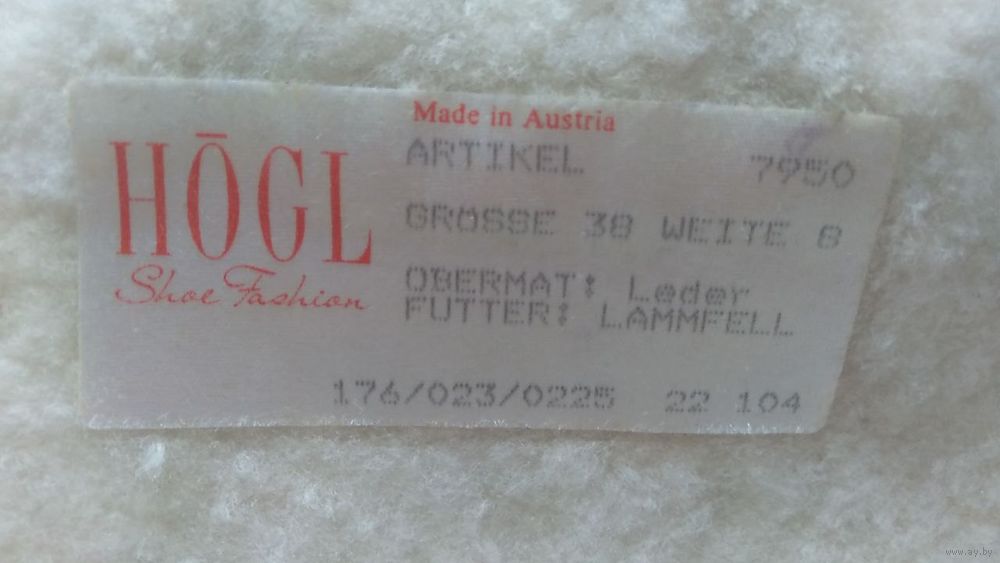 Made in Austria
HŌGL
Shoe Fashion
ARTIKEL 7950
GRÖSSE 38 WEITE 8
OBERMAT: Leder
FUTTER: LAMMFELL
176/023/0225 22 104
www.ay.by